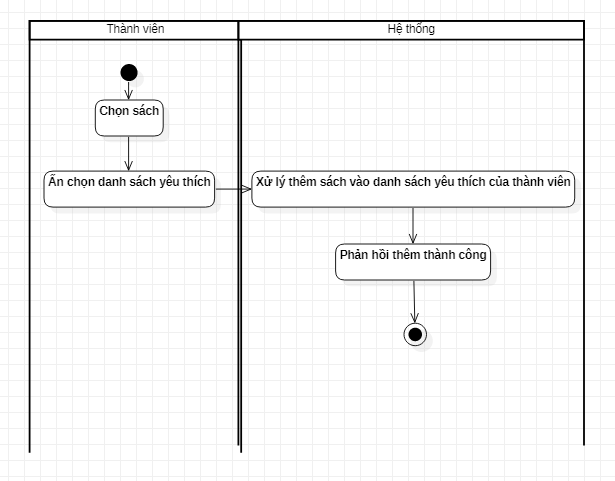 Thành viên
Hệ thống
Chọn sách
Ấn chọn danh sách yêu thích
Xử lý thêm sách vào danh sách yêu thích của thành viên
Phản hồi thêm thành công